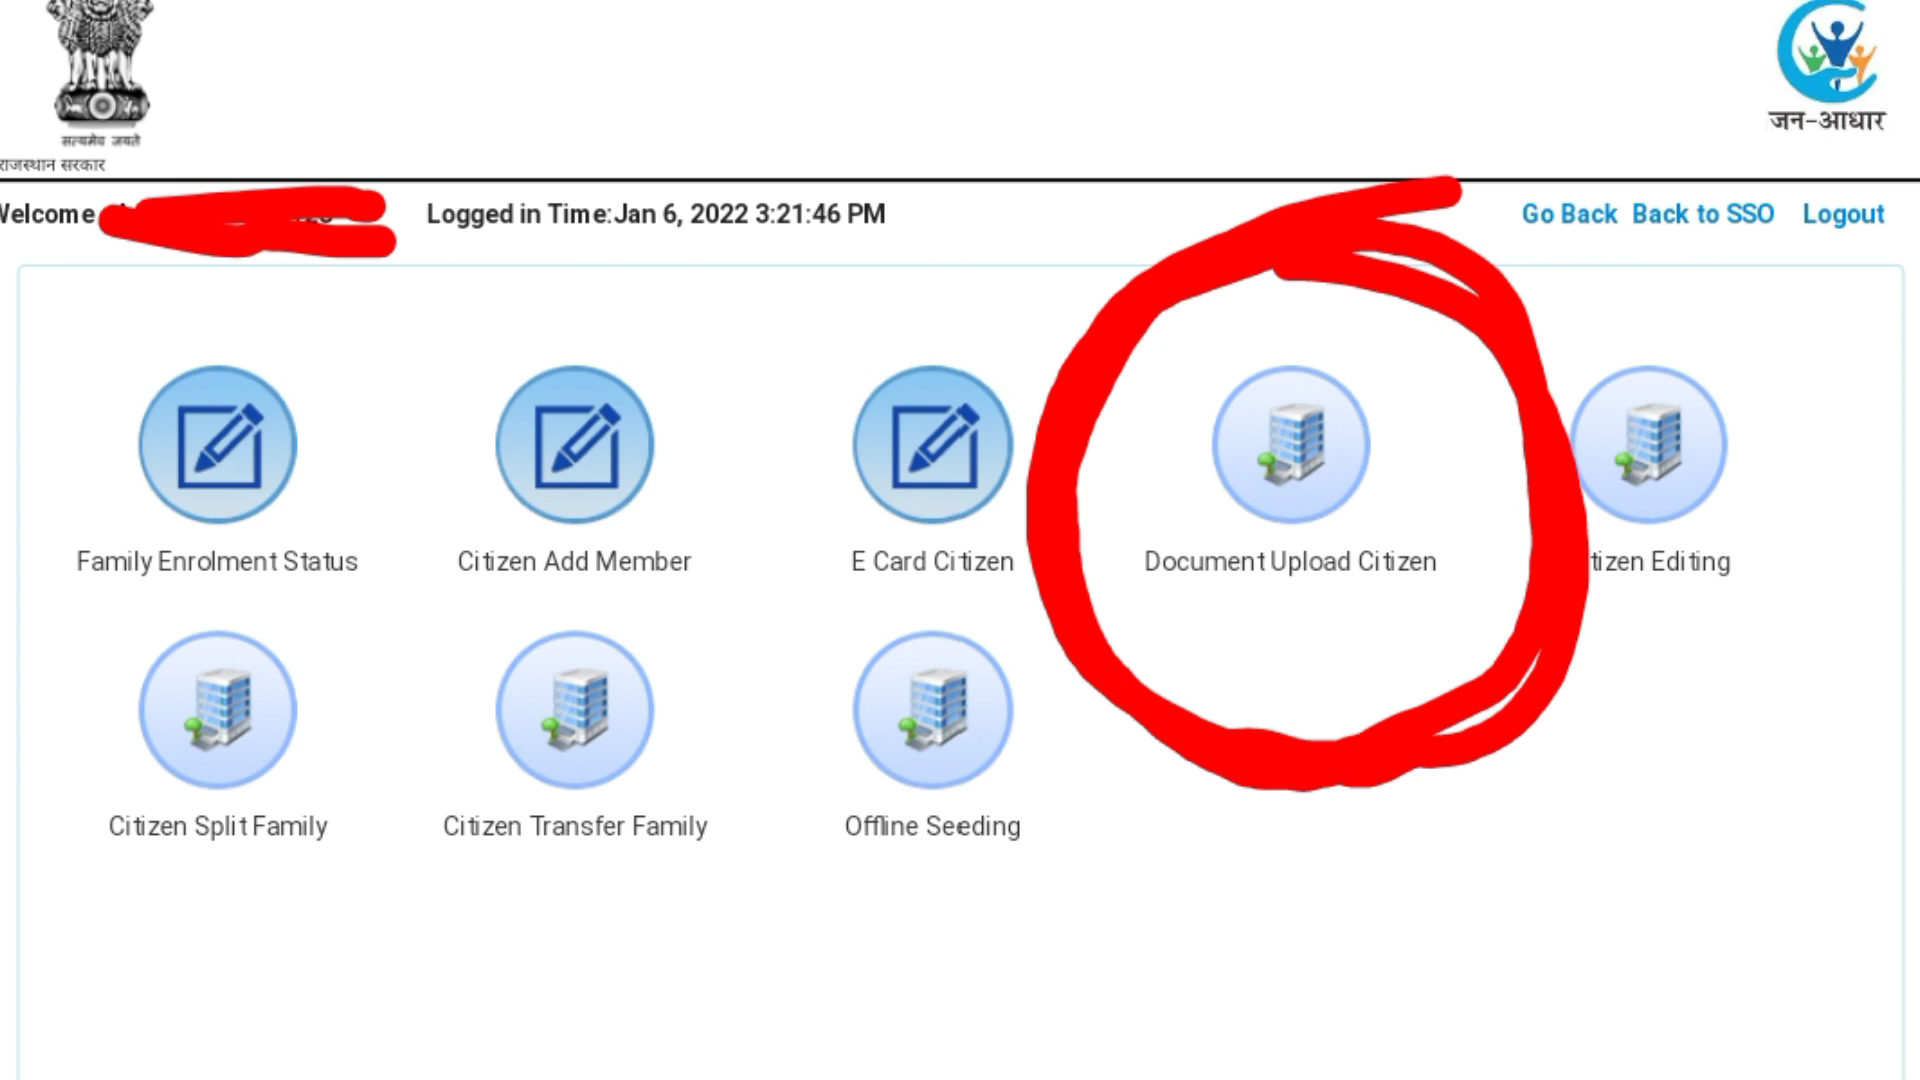 सत्यमेव जयते
जन-आधार
राजस्थान सरकार
Welcome
Logged in Time:Jan 6, 2022 3:21:46 PM
Go Back Back to SSO Logout
Family Enrolment Status
Citizen Add Member
E Card Citizen
Document Upload Citizen
tizen Editing
Citizen Split Family
Citizen Transfer Family
Offline Seeding